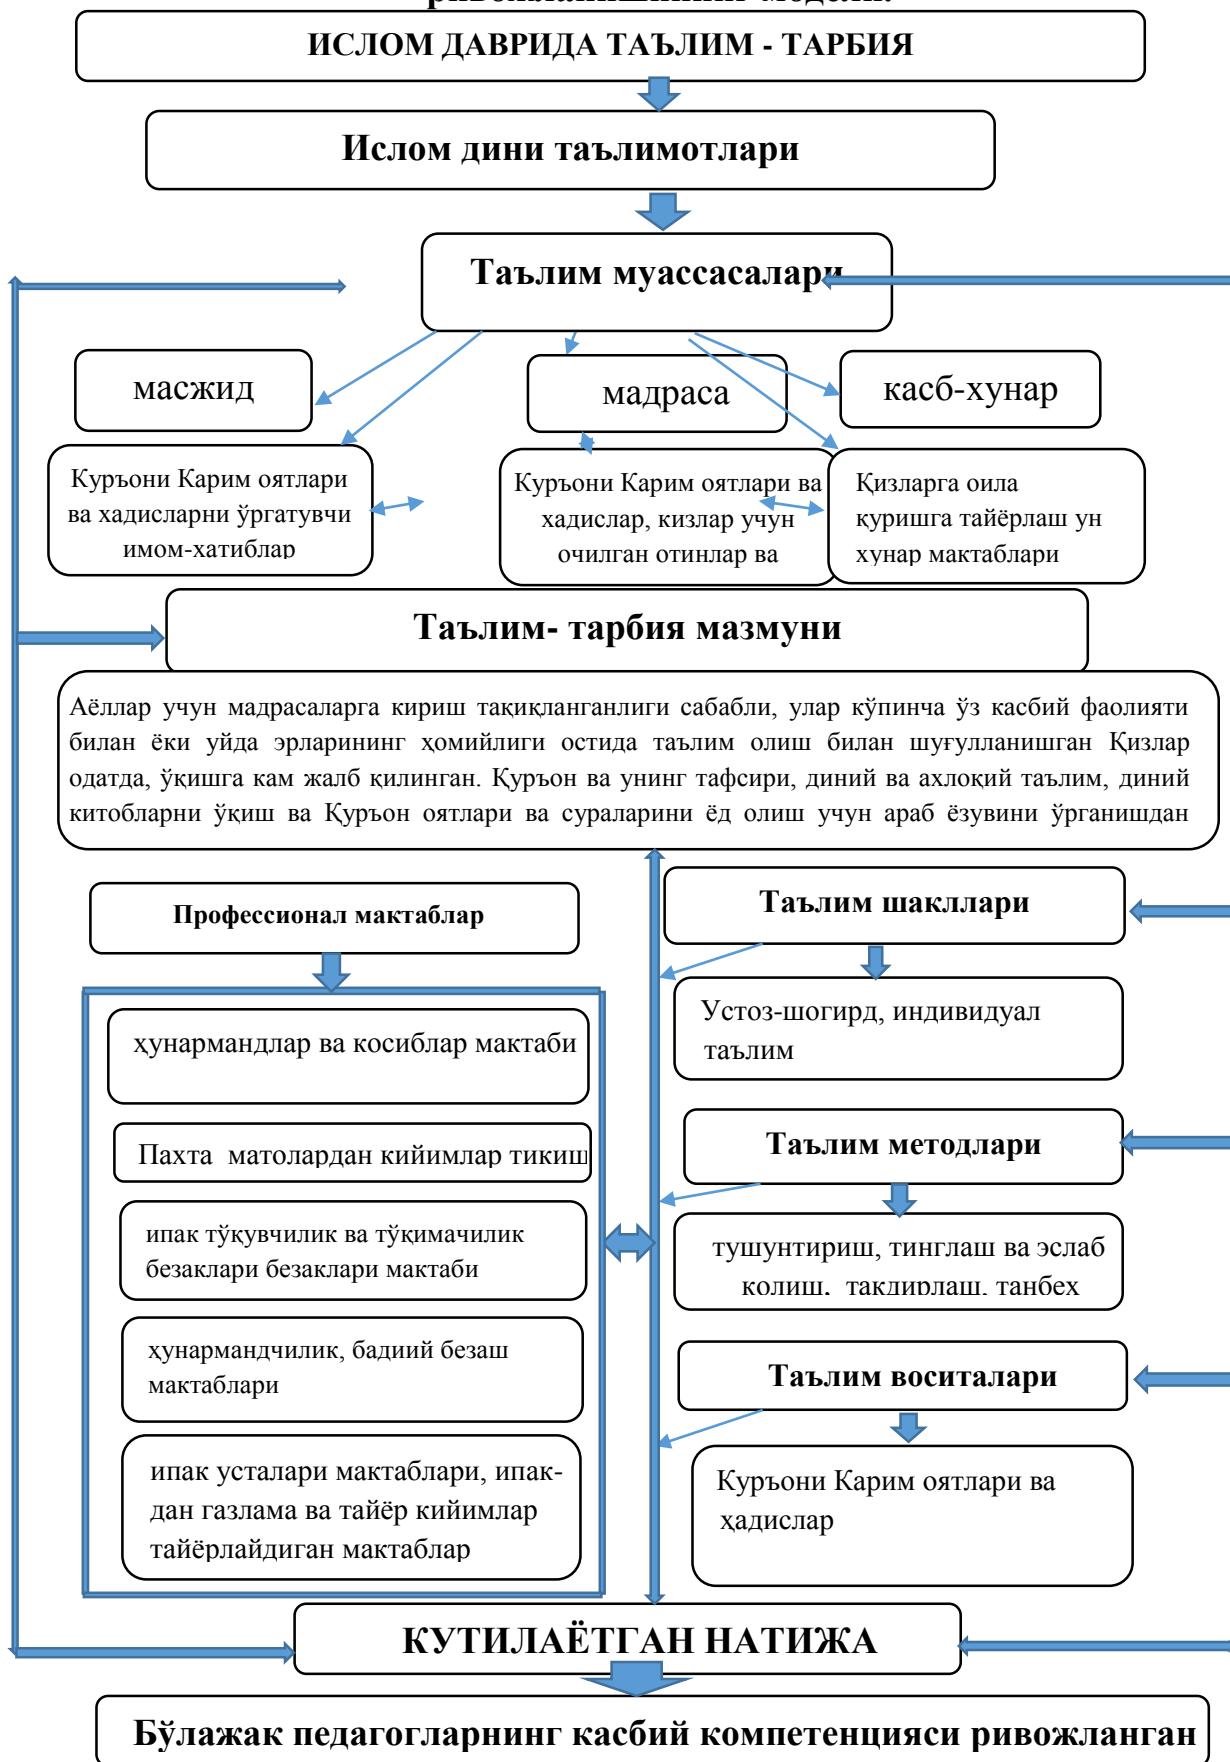 ривожланишининг модели.
ИСЛОМ ДАВРИДА ТАЪЛИМ - ТАРБИЯ
Ислом дини таълимотлари
Таълим муассасалари
масжид
мадраса
касб-хунар
Куръони Карим оятлари
ва хадисларни ўргатувчи
имом-хатиблар
Куръони Карим оятлари ва
хадислар, кизлар учун
очилган отинлар ва
Қизларга оила
қуришга тайёрлаш ун
хунар мактаблари
Таълим- тарбия мазмуни
Аёллар учун мадрасаларга кириш тақиқланганлиги сабабли, улар кўпинча ўз касбий фаолияти
билан ёки уйда эрларининг ҳомийлиги остида таълим олиш билан шуғулланишган Қизлар
одатда, ўқишга кам жалб қилинган. Қуръон ва унинг тафсири, диний ва ахлоқий таълим, диний
китобларни ўқиш ва Қуръон оятлари ва сураларини ёд олиш учун араб ёзувини ўрганишдан
Профессионал мактаблар
ҳунармандлар ва косиблар мактаби
Пахта матолардан кийимлар тикиш
ипак тўқувчилик ва тўқимачилик
безаклари безаклари мактаби
ҳунармандчилик, бадиий безаш
мактаблари
ипак усталари мактаблари, ипак-
дан газлама ва тайёр кийимлар
тайёрлайдиган мактаблар
Таълим шакллари
Устоз-шогирд, индивидуал
таълим
Таълим методлари
тушунтириш, тинглаш ва эслаб
колиш, такдирлаш, танбех
Таълим воситалари
Куръони Карим оятлари ва
ҳадислар
КУТИЛАЁТГАН НАТИЖА
Бўлажак педагогларнинг касбий компетенцияси ривожланган